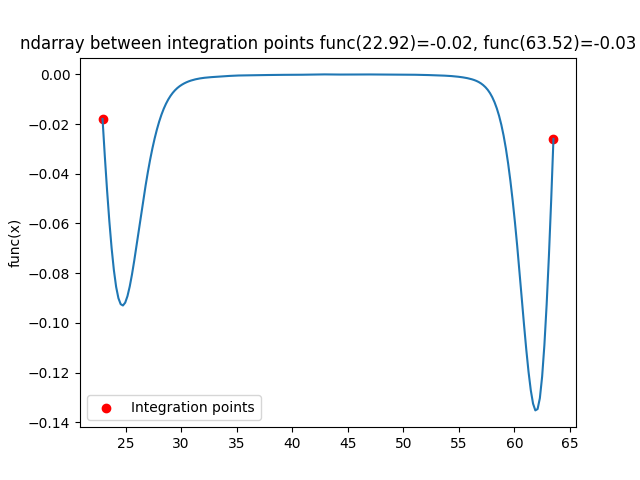 ndarray between integration points func(22.92)=-0.02, func(63.52)=-0.03
0.00
−0.02
−0.04
−0.06
−0.08
−0.10
−0.12
−0.14
func(x)
Integration points
25 30 35 40 45 50 55 60 65